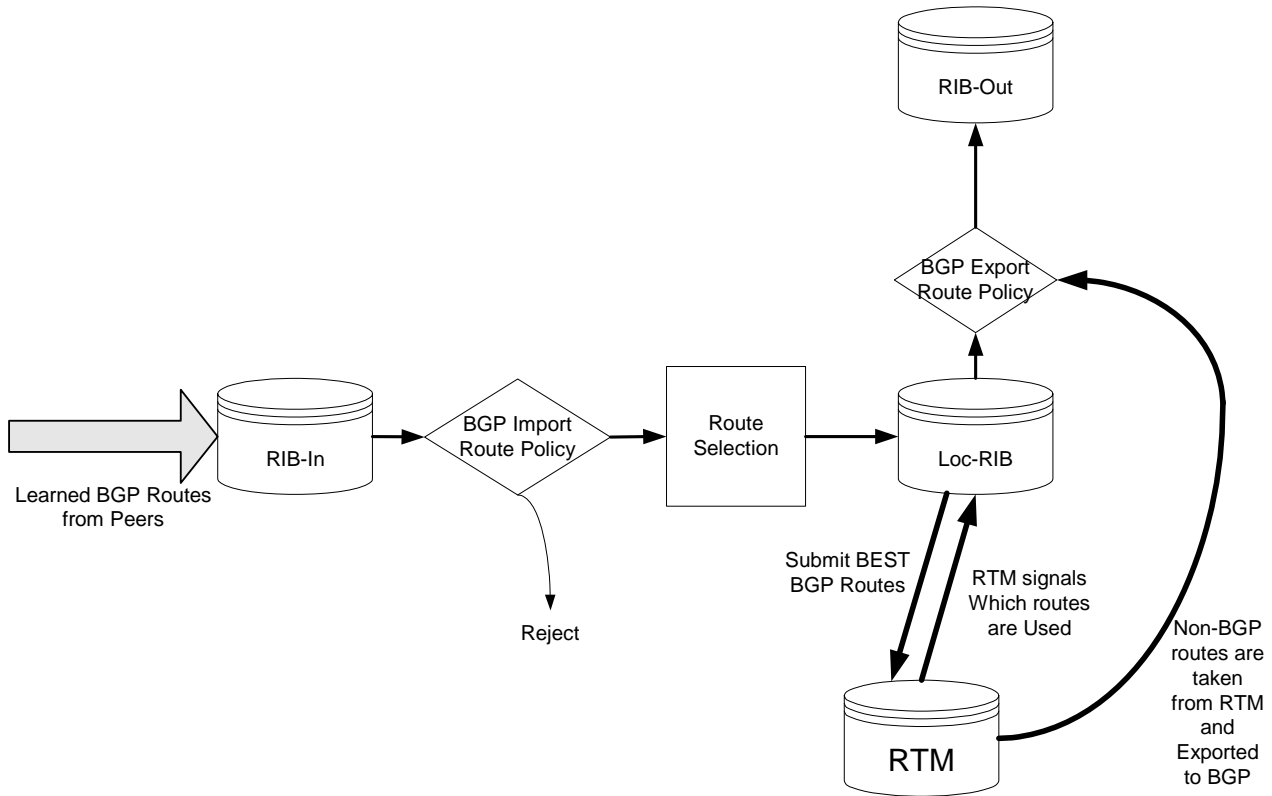 RIB-Out
BGP Export
Route Policy
BGP Import
Route Policy
Route
Selection
RIB-In
Loc-RIB
Learned BGP Routes
from Peers
Submit BEST
BGP Routes
RTM signals
Which routes
are Used
Reject
Non-BGP
routes are
taken
from RTM
and
Exported
to BGP
RTM